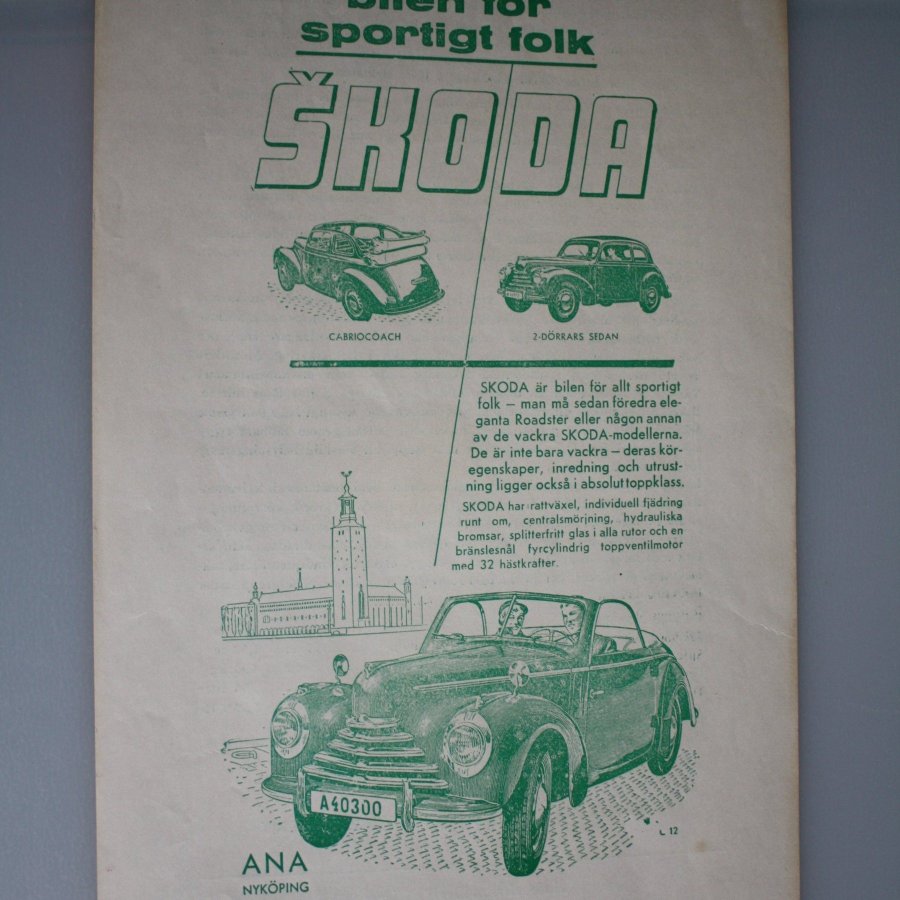 bilen för
sportigt folk
ŠKODA
CABRIOCOACH
2-DÖRRARS SEDAN
SKODA är bilen för allt sportigt
folk – man må sedan föredra ele-
ganta Roadster eller någon annan
av de vackra SKODA-modellerna.
De är inte bara vackra – deras kör-
egenskaper, inredning och utrust-
ning ligger också i absolut toppklass.
SKODA har rattväxel, individuell fjädring
runt om, centralsmörjning, hydrauliska
bromsar, splitterfritt glas i alla rutor och en
bränslesnål fyrcylindrig toppventilmotor
med 32 hästkrafter.
A40300
L 12
ANA
NYKÖPING